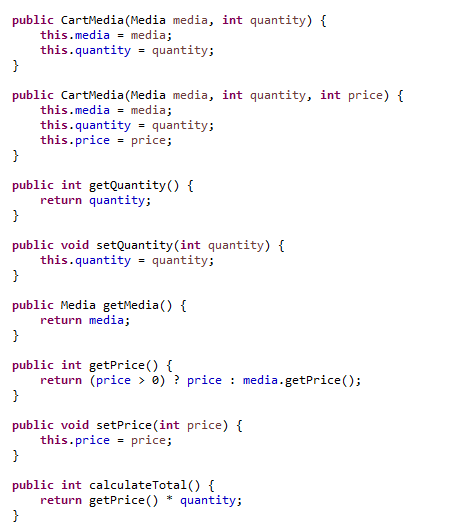 public CartMedia(Media media, int quantity) {
    this.media = media;
    this.quantity = quantity;
}

public CartMedia(Media media, int quantity, int price) {
    this.media = media;
    this.quantity = quantity;
    this.price = price;
}

public int getQuantity() {
    return quantity;
}

public void setQuantity(int quantity) {
    this.quantity = quantity;
}

public Media getMedia() {
    return media;
}

public int getPrice() {
    return (price > 0) ? price : media.getPrice();
}

public void setPrice(int price) {
    this.price = price;
}

public int calculateTotal() {
    return getPrice() * quantity;
}